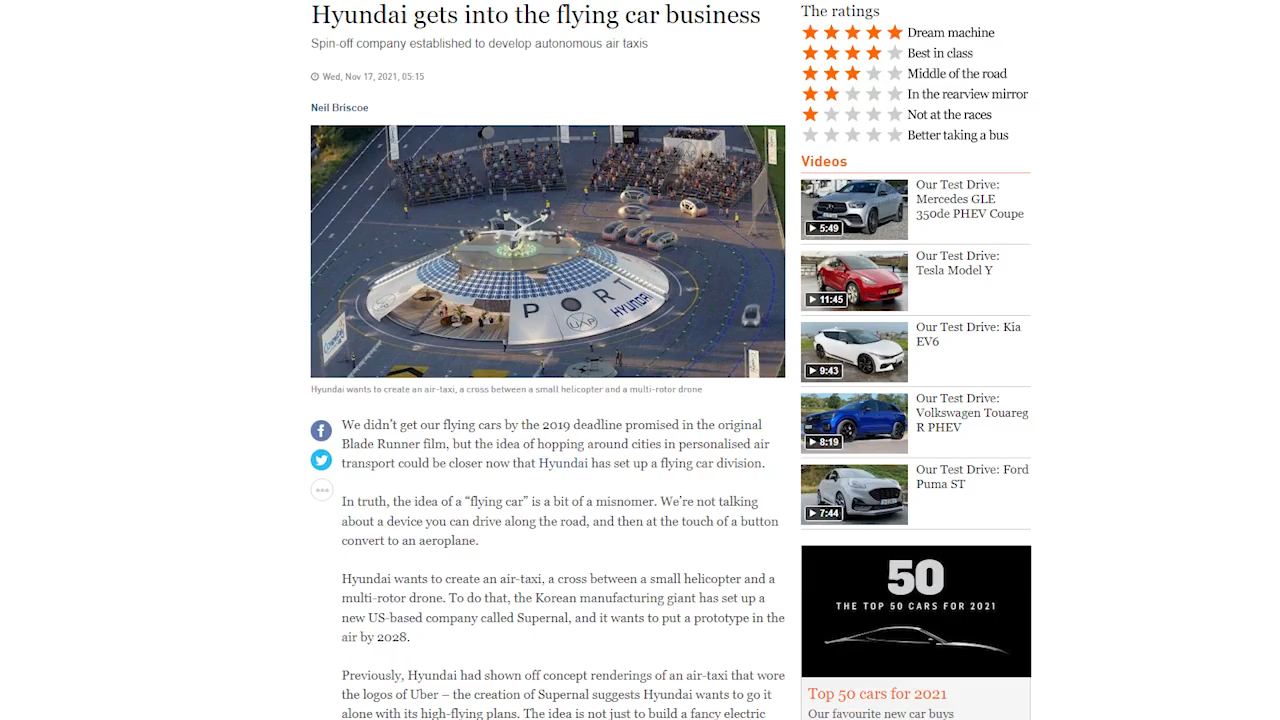 Hyundai gets into the flying car business
Spin-off company established to develop autonomous air taxis
Wed, Nov 17, 2021, 05:15
Neil Briscoe
PORT
HYUNDAI
UAP
Hyundai wants to create an air-taxi, a cross between a small helicopter and a multi-rotor drone
We didn’t get our flying cars by the 2019 deadline promised in the original
Blade Runner film, but the idea of hopping around cities in personalised air
transport could be closer now that Hyundai has set up a flying car division.
In truth, the idea of a “flying car” is a bit of a misnomer. We’re not talking
about a device you can drive along the road, and then at the touch of a button
convert to an aeroplane.
Hyundai wants to create an air-taxi, a cross between a small helicopter and a
multi-rotor drone. To do that, the Korean manufacturing giant has set up a
new US-based company called Supernal, and it wants to put a prototype in the
air by 2028.
Previously, Hyundai had shown off concept renderings of an air-taxi that wore
the logos of Uber – the creation of Supernal suggests Hyundai wants to go it
alone with its high-flying plans. The idea is not just to build a fancy electric
The ratings
Dream machine
Best in class
Middle of the road
In the rearview mirror
Not at the races
Better taking a bus
Videos
5:49
Our Test Drive:
Mercedes GLE
350de PHEV Coupe
11:45
Our Test Drive:
Tesla Model Y
9:43
Our Test Drive: Kia
EV6
8:19
Our Test Drive:
Volkswagen Touareg
R PHEV
7:44
Our Test Drive: Ford
Puma ST
50
THE TOP 50 CARS FOR 2021
Top 50 cars for 2021
Our favourite new car buys